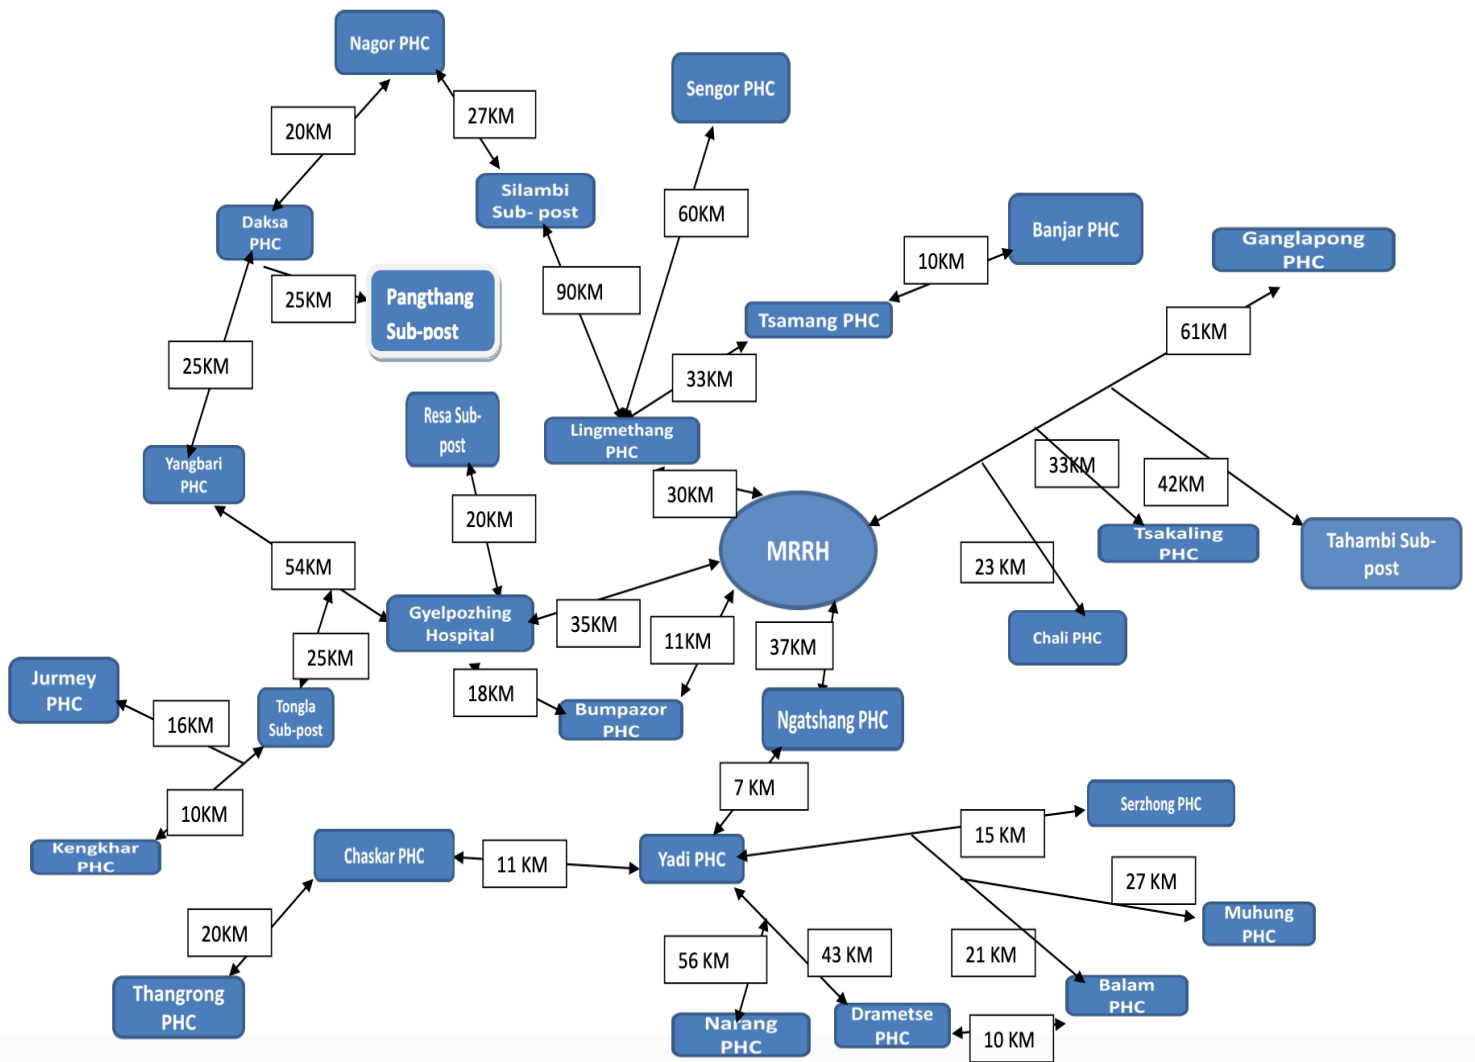 Nagor PHC
Sengor PHC
27KM
20KM
Silambi
Sub- post
60KM
Daksa
PHC
Banjar PHC
Ganglapong
PHC
10KM
25KM
Pangthang
Sub-post
90KM
Tsamang PHC
61KM
25KM
33KM
Resa Sub-
post
Lingmethang
PHC
Yangbari
PHC
33KM
42KM
30KM
20KM
MRRH
Tsakaling
PHC
Tahambi Sub-
post
54KM
23 KM
Gyelpozhing
Hospital
35KM
11KM
37KM
Chali PHC
25KM
Jurmey
PHC
18KM
Tongla
Sub-post
Bumpazor
PHC
Ngatshang PHC
16KM
7 KM
10KM
Serzhong PHC
15 KM
Kengkhar
PHC
Chaskar PHC
11 KM
Yadi PHC
27 KM
20KM
Muhung
PHC
56 KM
43 KM
21 KM
Thangrong
PHC
Balam
PHC
Narang
PHC
Drametse
PHC
10 KM